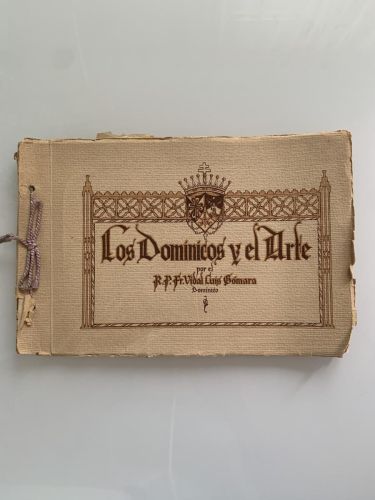 Los Dominicos y el Arte
por el
R.P. Fr. Vidal Luis Gómara
Dominico